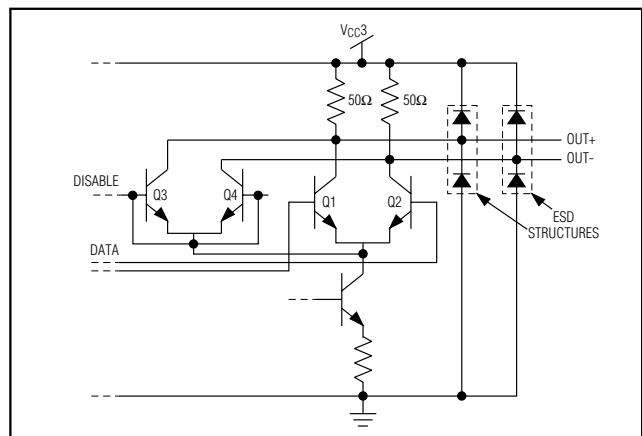 VCC3
50Ω 50Ω
OUT+
OUT-
DISABLE
Q3 Q4 Q1 Q2
ESD
STRUCTURES
DATA